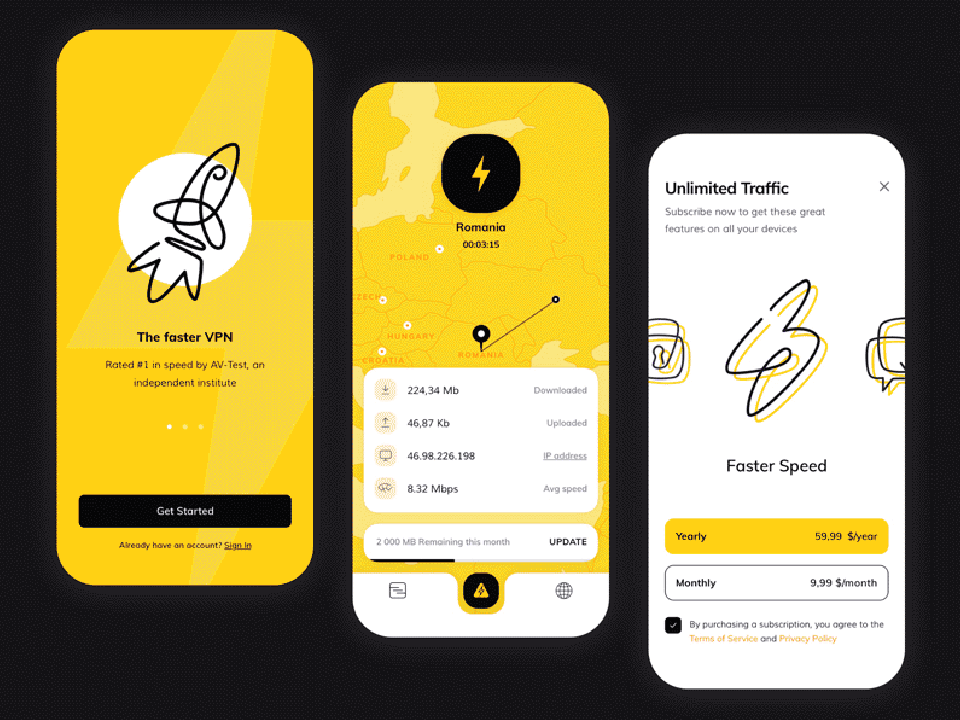 The faster VPN
Rated #1 in speed by AV-Test, an
independent institute
Get Started
Already have an account? Sign in
Romania
00:03:15
POLAND
CZECH
HUNGARY
CROATIA
ROMANIA
224,34 Mb Downloaded
46,87 Kb Uploaded
46.98.226.198 IP address
8.32 Mbps Avg speed
2 000 MB Remaining this month UPDATE
Unlimited Traffic
Subscribe now to get these great
features on all your devices
Faster Speed
Yearly 59,99 $/year
Monthly 9,99 $/month
By purchasing a subscription, you agree to the
Terms of Service and Privacy Policy